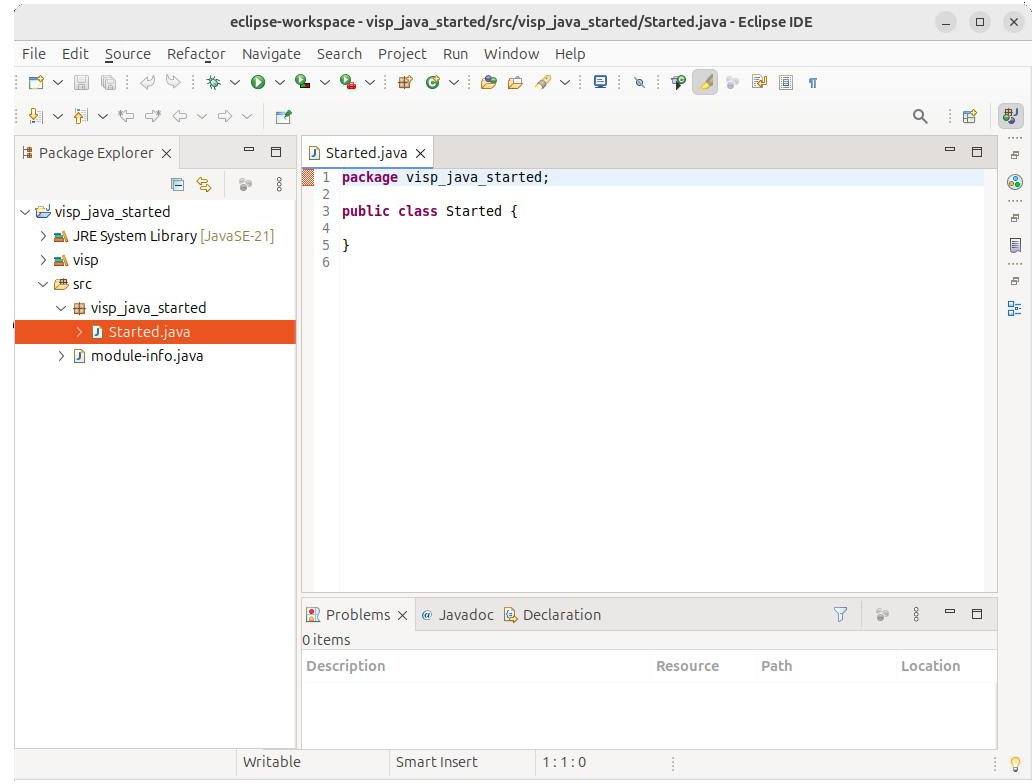 eclipse-workspace - visp_java_started/src/visp_java_started/Started.java - Eclipse IDE
File Edit Source Refactor Navigate Search Project Run Window Help
Package Explorer
Started.java
visp_java_started
JRE System Library [JavaSE-21]
visp
src
visp_java_started
Started.java
module-info.java
1 package visp_java_started;
2
3 public class Started {
4
5 }
6
Problems @ Javadoc Declaration
0 items
Description Resource Path Location
Writable Smart Insert 1 : 1 : 0